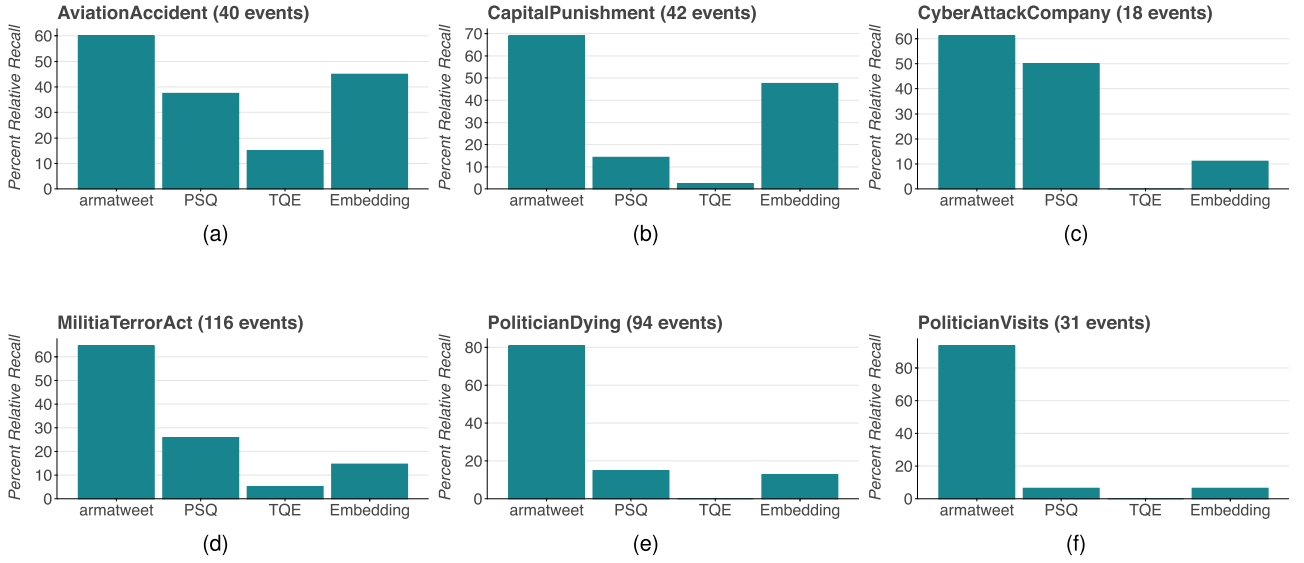 AviationAccident (40 events)
Percent Relative Recall
60
50
40
30
20
10
0
armatweet PSQ TQE Embedding
(a)
CapitalPunishment (42 events)
Percent Relative Recall
70
60
50
40
30
20
10
0
armatweet PSQ TQE Embedding
(b)
CyberAttackCompany (18 events)
Percent Relative Recall
60
50
40
30
20
10
0
armatweet PSQ TQE Embedding
(c)
MilitiaTerrorAct (116 events)
Percent Relative Recall
60
50
40
30
20
10
0
armatweet PSQ TQE Embedding
(d)
PoliticianDying (94 events)
Percent Relative Recall
80
60
40
20
0
armatweet PSQ TQE Embedding
(e)
PoliticianVisits (31 events)
Percent Relative Recall
80
60
40
20
0
armatweet PSQ TQE Embedding
(f)